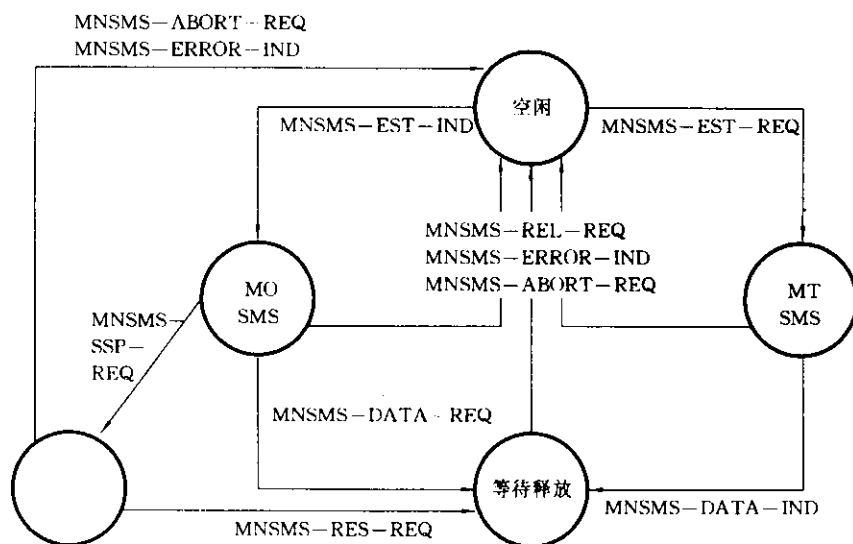 MNSMS-ABORT-REQ
MNSMS-ERROR-IND
空闲
MNSMS-EST-IND
MNSMS-EST-REQ
MNSMS-REL-REQ
MNSMS-ERROR-IND
MNSMS-ABORT-REQ
MO
SMS
MT
SMS
MNSMS-
SSP-
REQ
MNSMS-DATA-REQ
等待释放
MNSMS-DATA-IND
MNSMS-RES-REQ